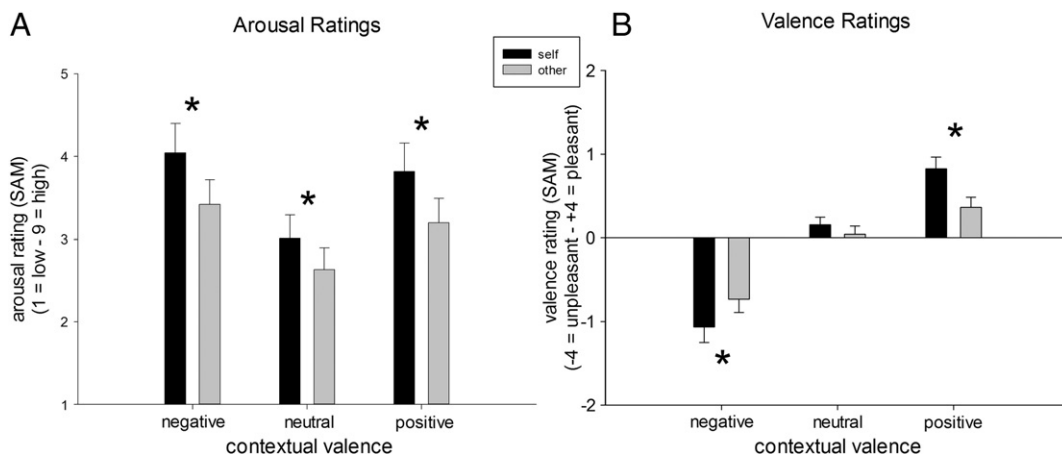 A
Arousal Ratings
self
other
arousal rating (SAM)
(1 = low - 9 = high)
5
4
3
2
1
*
*
*
negative
neutral
positive
contextual valence
B
Valence Ratings
valence rating (SAM)
(-4 = unpleasant - +4 = pleasant)
2
1
0
-1
-2
*
*
negative
neutral
positive
contextual valence